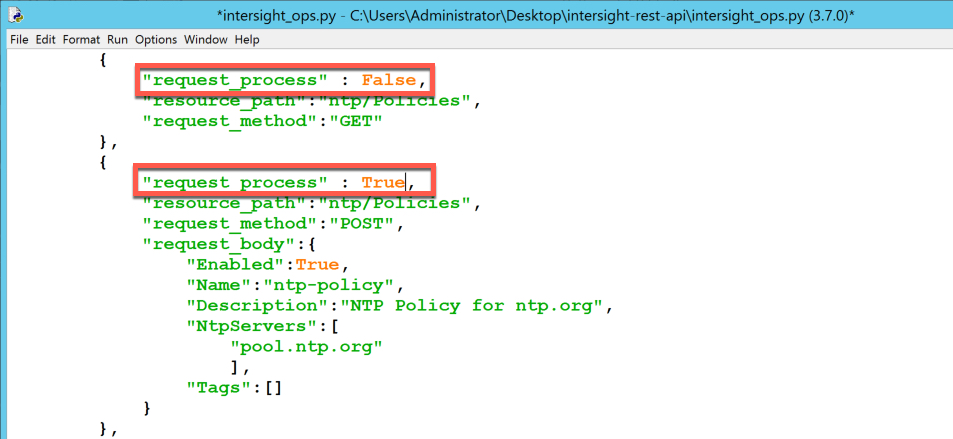 *intersight_ops.py - C:\Users\Administrator\Desktop\intersight-rest-api\intersight_ops.py (3.7.0)*
File Edit Format Run Options Window Help
{
"request_process" : False,
"resource_path":"ntp/Policies",
"request_method":"GET"
},
{
"request_process" : True,
"resource_path":"ntp/Policies",
"request_method":"POST",
"request_body":{
"Enabled":True,
"Name":"ntp-policy",
"Description":"NTP Policy for ntp.org",
"NtpServers":[
"pool.ntp.org"
],
"Tags":[]
}
},